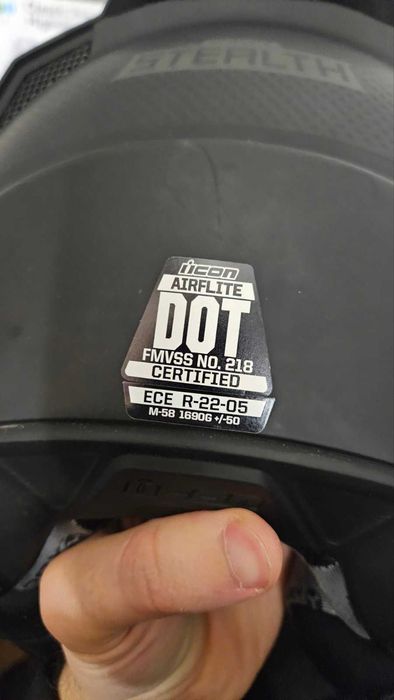 STEALTH
icon
AIRFLITE
DOT
FMVSS NO. 218
CERTIFIED
ECE R-22-05
M-58 1690G +/-50